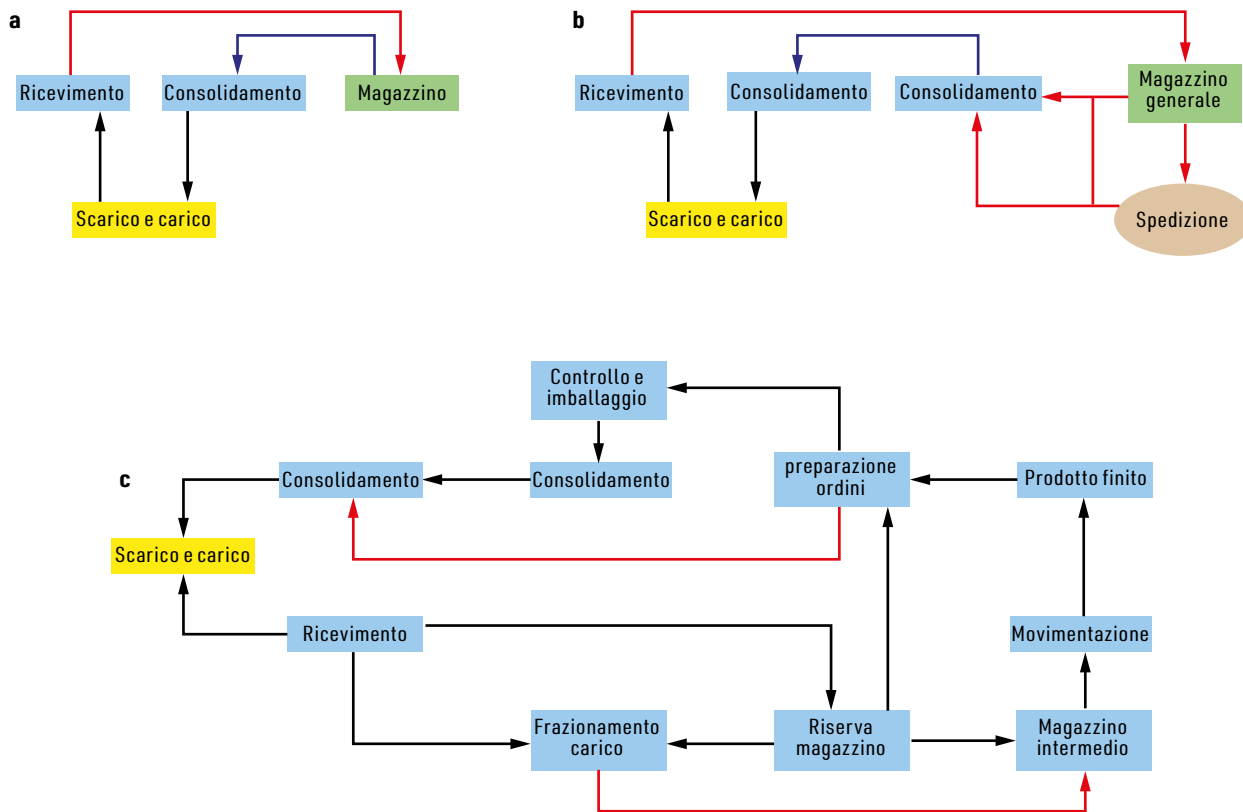 a
Ricevimento
Consolidamento
Magazzino
Scarico e carico
b
Ricevimento
Consolidamento
Consolidamento
Magazzino
generale
Scarico e carico
Spedizione
c
Controllo e
imballaggio
Consolidamento
Consolidamento
preparazione
ordini
Prodotto finito
Scarico e carico
Ricevimento
Movimentazione
Frazionamento
carico
Riserva
magazzino
Magazzino
intermedio